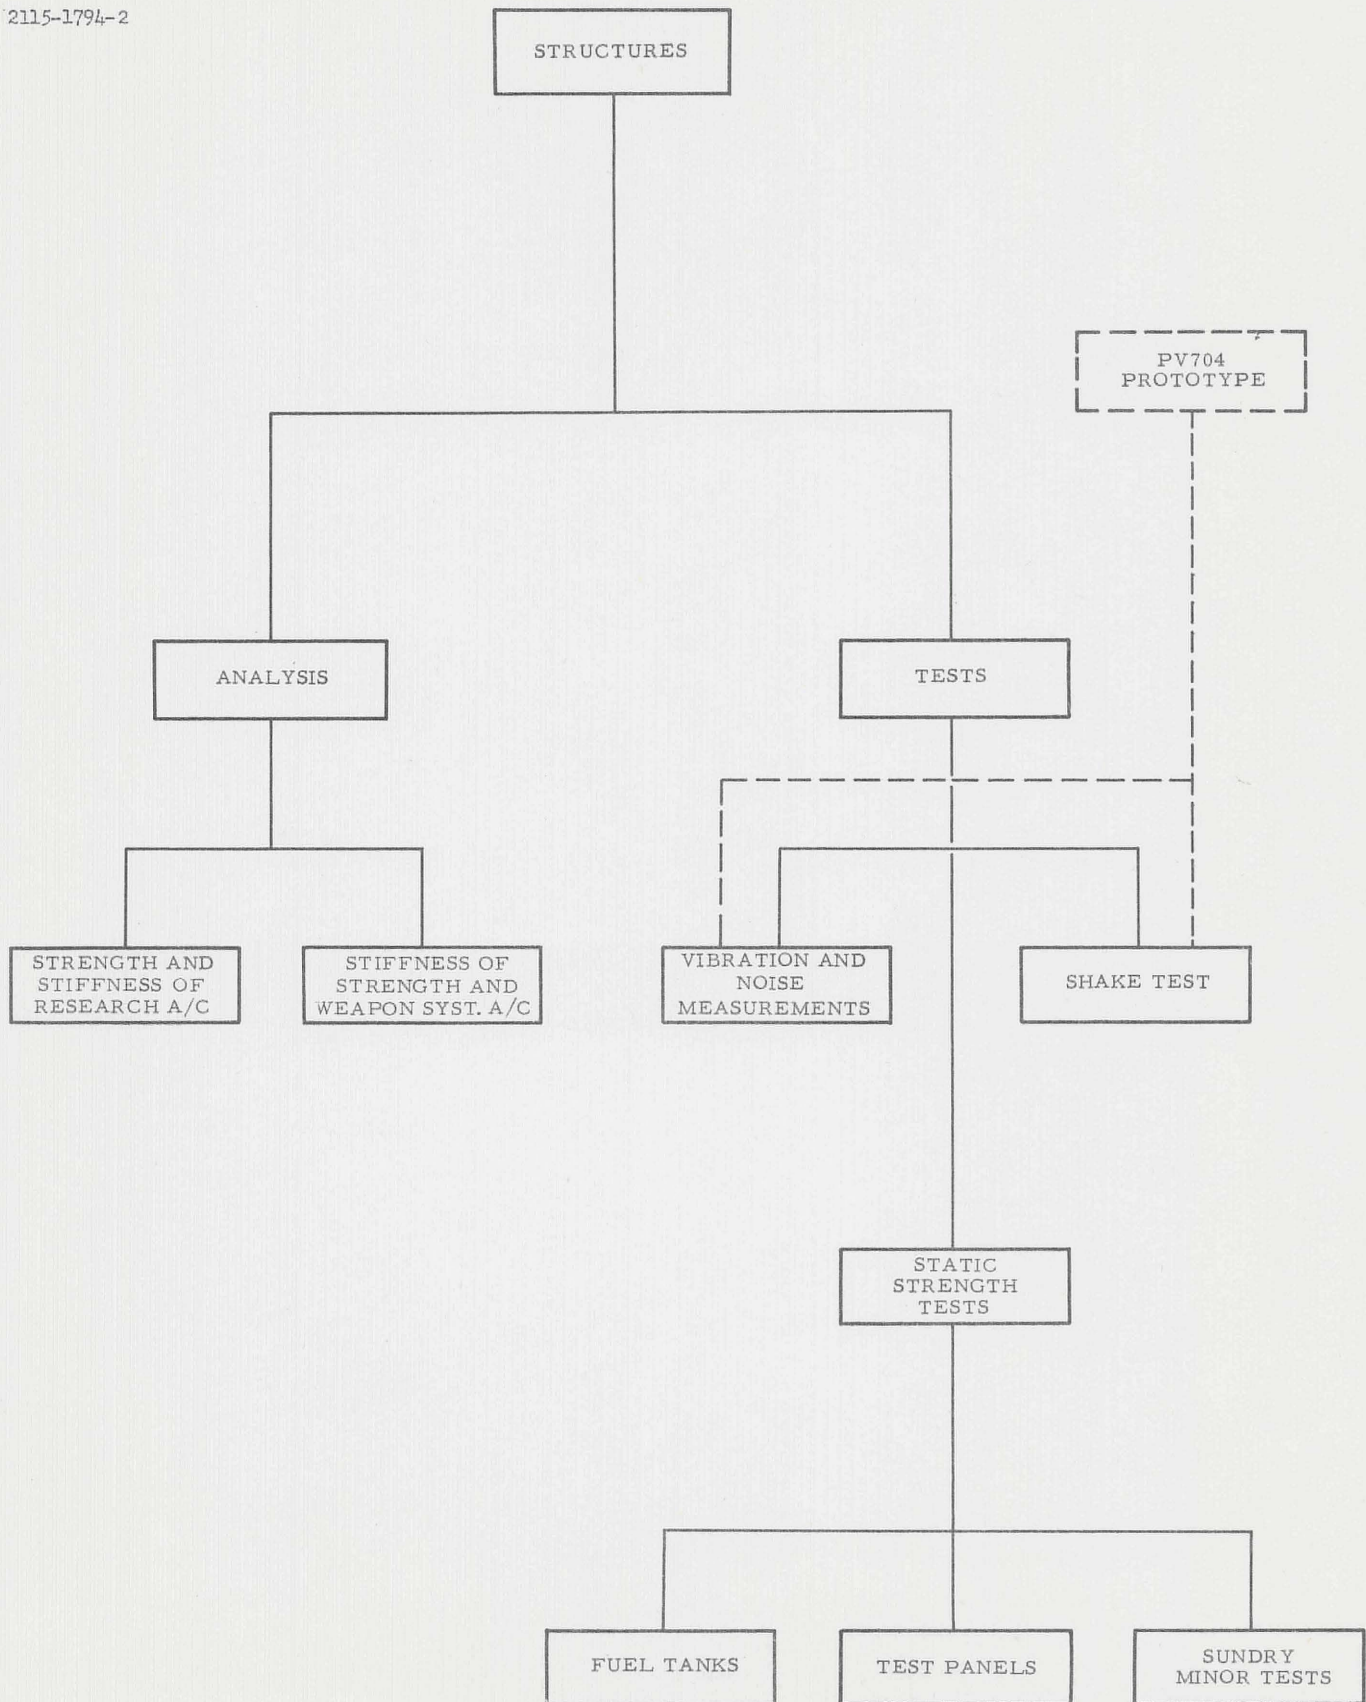 2115-1794-2
STRUCTURES
PV704
PROTOTYPE
ANALYSIS
TESTS
STRENGTH AND
STIFFNESS OF
RESEARCH A/C
STIFFNESS OF
STRENGTH AND
WEAPON SYST. A/C
VIBRATION AND
NOISE
MEASUREMENTS
SHAKE TEST
STATIC
STRENGTH
TESTS
FUEL TANKS
TEST PANELS
SUNDRY
MINOR TESTS